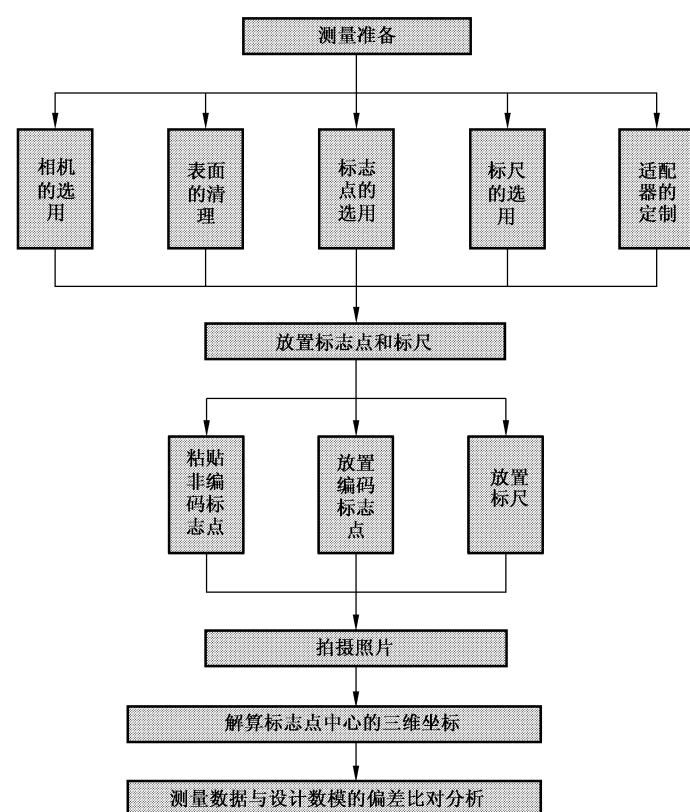 测量准备
相机
的选
用
表面
的清
理
标志
点的
选用
标尺
的选
用
适配
器的
定制
放置标志点和标尺
粘贴
非编
码标
志点
放置
编码
标志
点
放置
标尺
拍摄照片
解算标志点中心的三维坐标
测量数据与设计数模的偏差比对分析